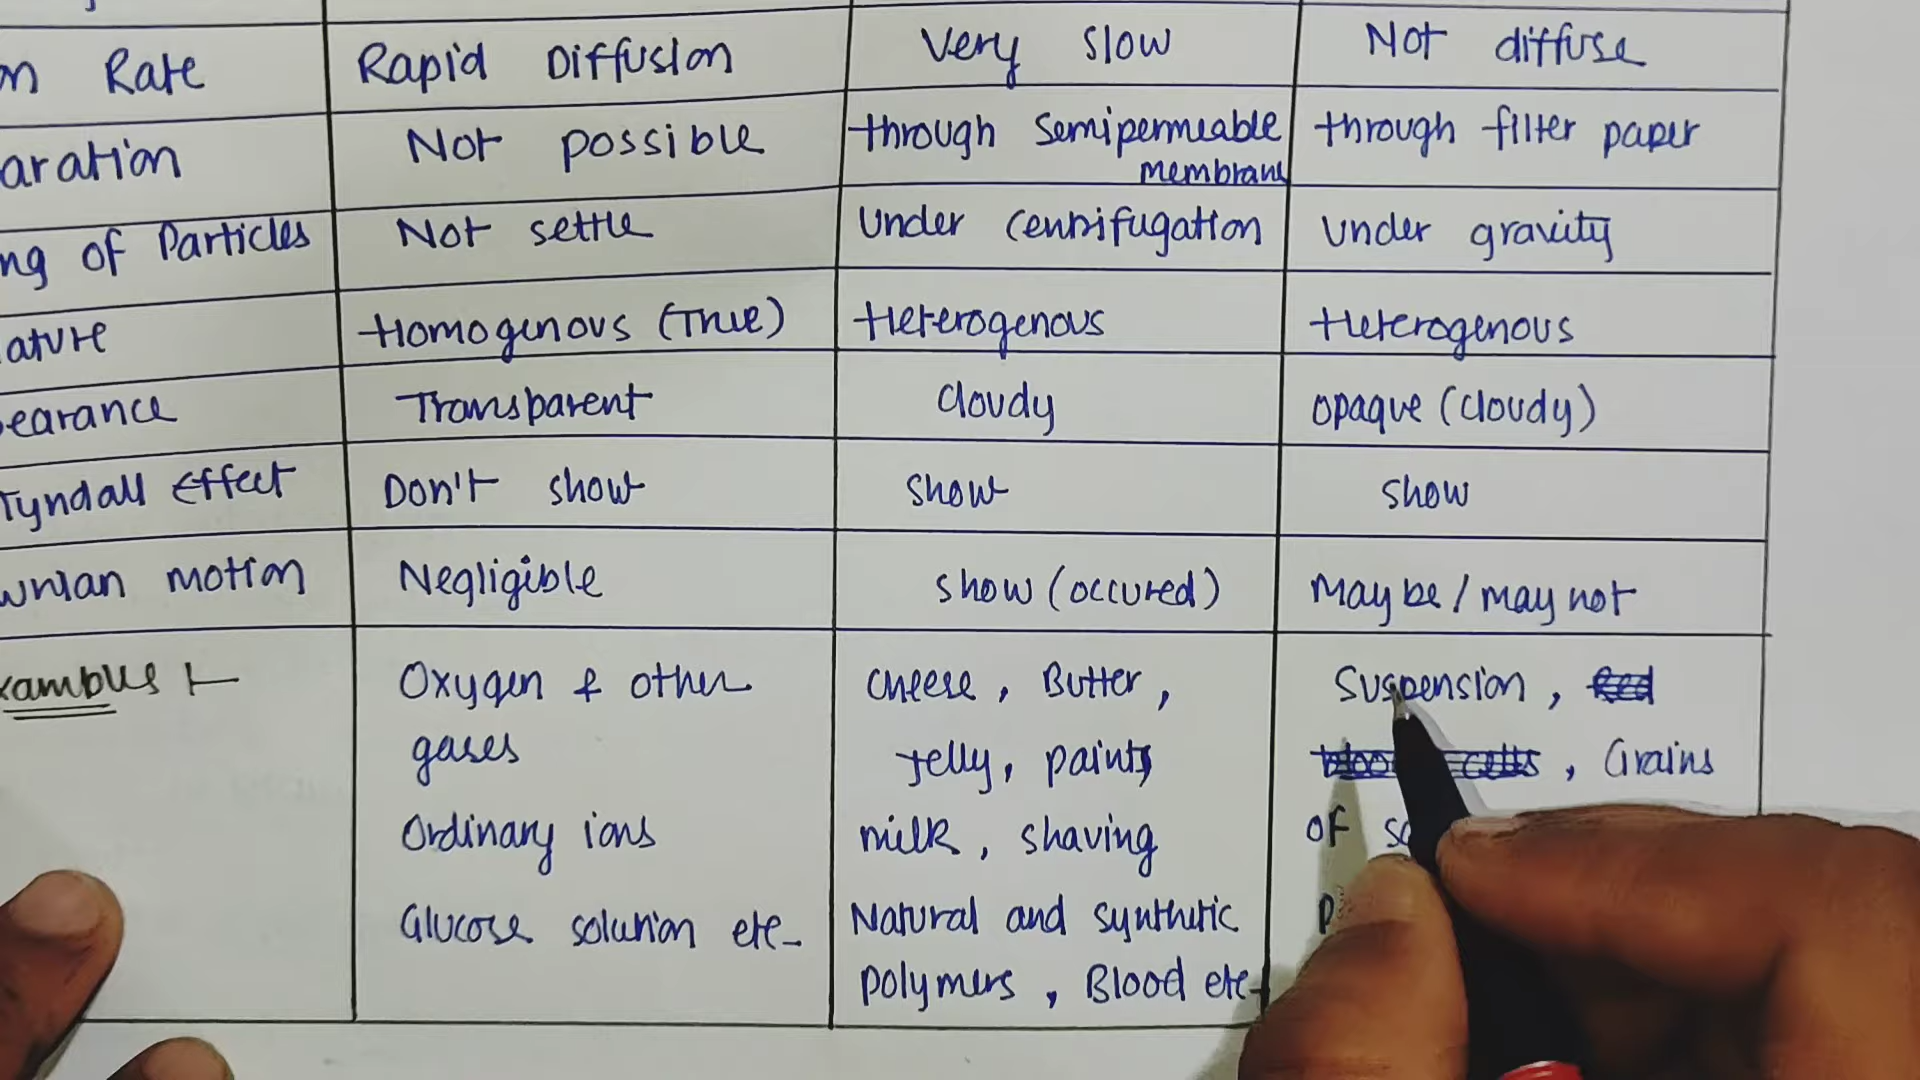 on Rate Rapid Diffusion Very slow Not diffuse
aration Not possible through semipermeable membrane through filter paper
ng of Particles Not settle Under Centrifugation Under gravity
ature Homogenous (True) Heterogenous Heterogenous
earance Transparent Cloudy opaque (cloudy)
Tyndall Effect Don't show show show
wnian motion Negligible show (occured) May be / may not
xamples Oxygen & other cheese, Butter, Suspension,
gases Jelly, paints , Grains
Ordinary ions milk, shaving of
Glucose solution etc- Natural and synthetic
polymers, Blood etc-